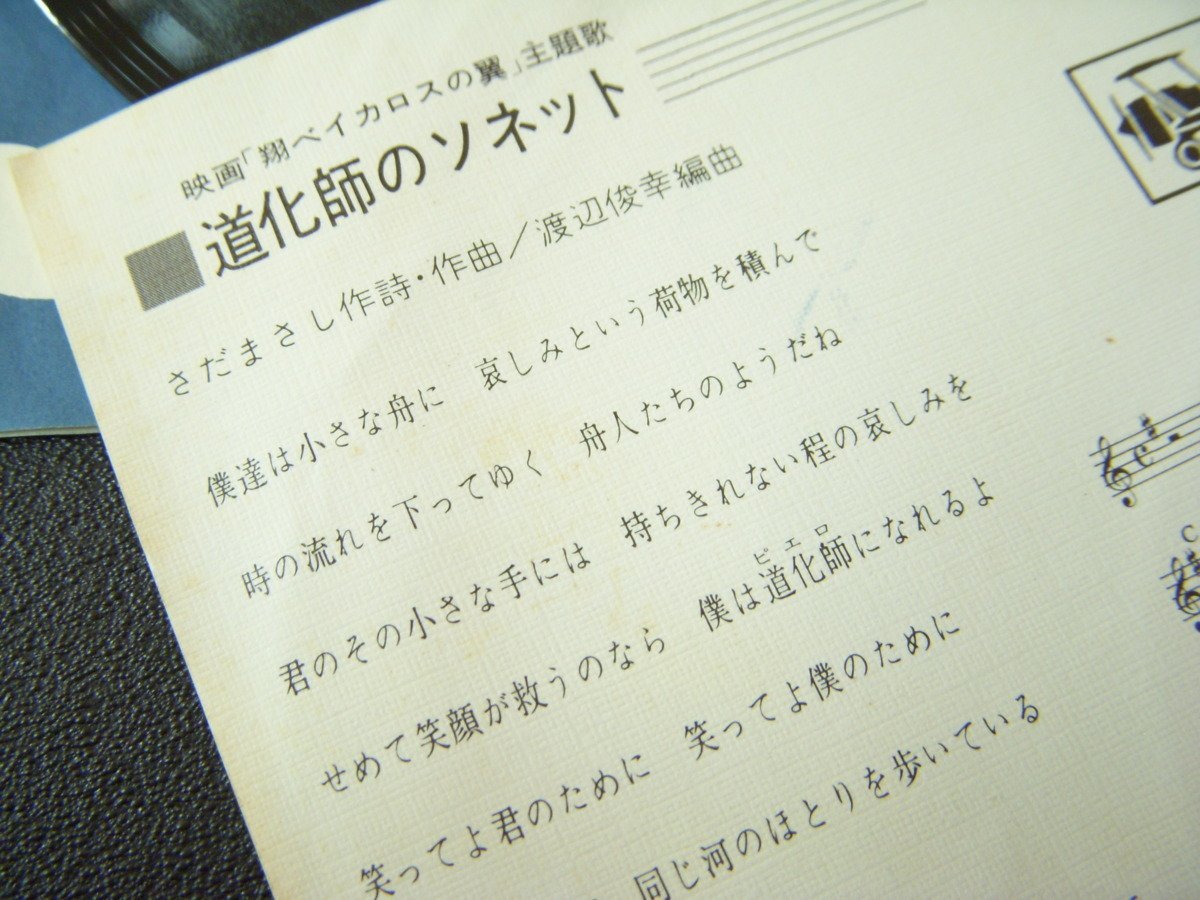 映画「翔べイカロスの翼」主題歌
道化師のソネット
さだまさし作詩・作曲／渡辺俊幸編曲
僕達は小さな舟に　哀しみという荷物を積んで
時の流れを下ってゆく　舟人たちのようだね
君のその小さな手には　持ちきれない程の哀しみを
ピエロ
せめて笑顔が救うのなら　僕は道化師になれるよ
笑ってよ君のために　笑ってよ僕のために
同じ河のほとりを歩いている
C